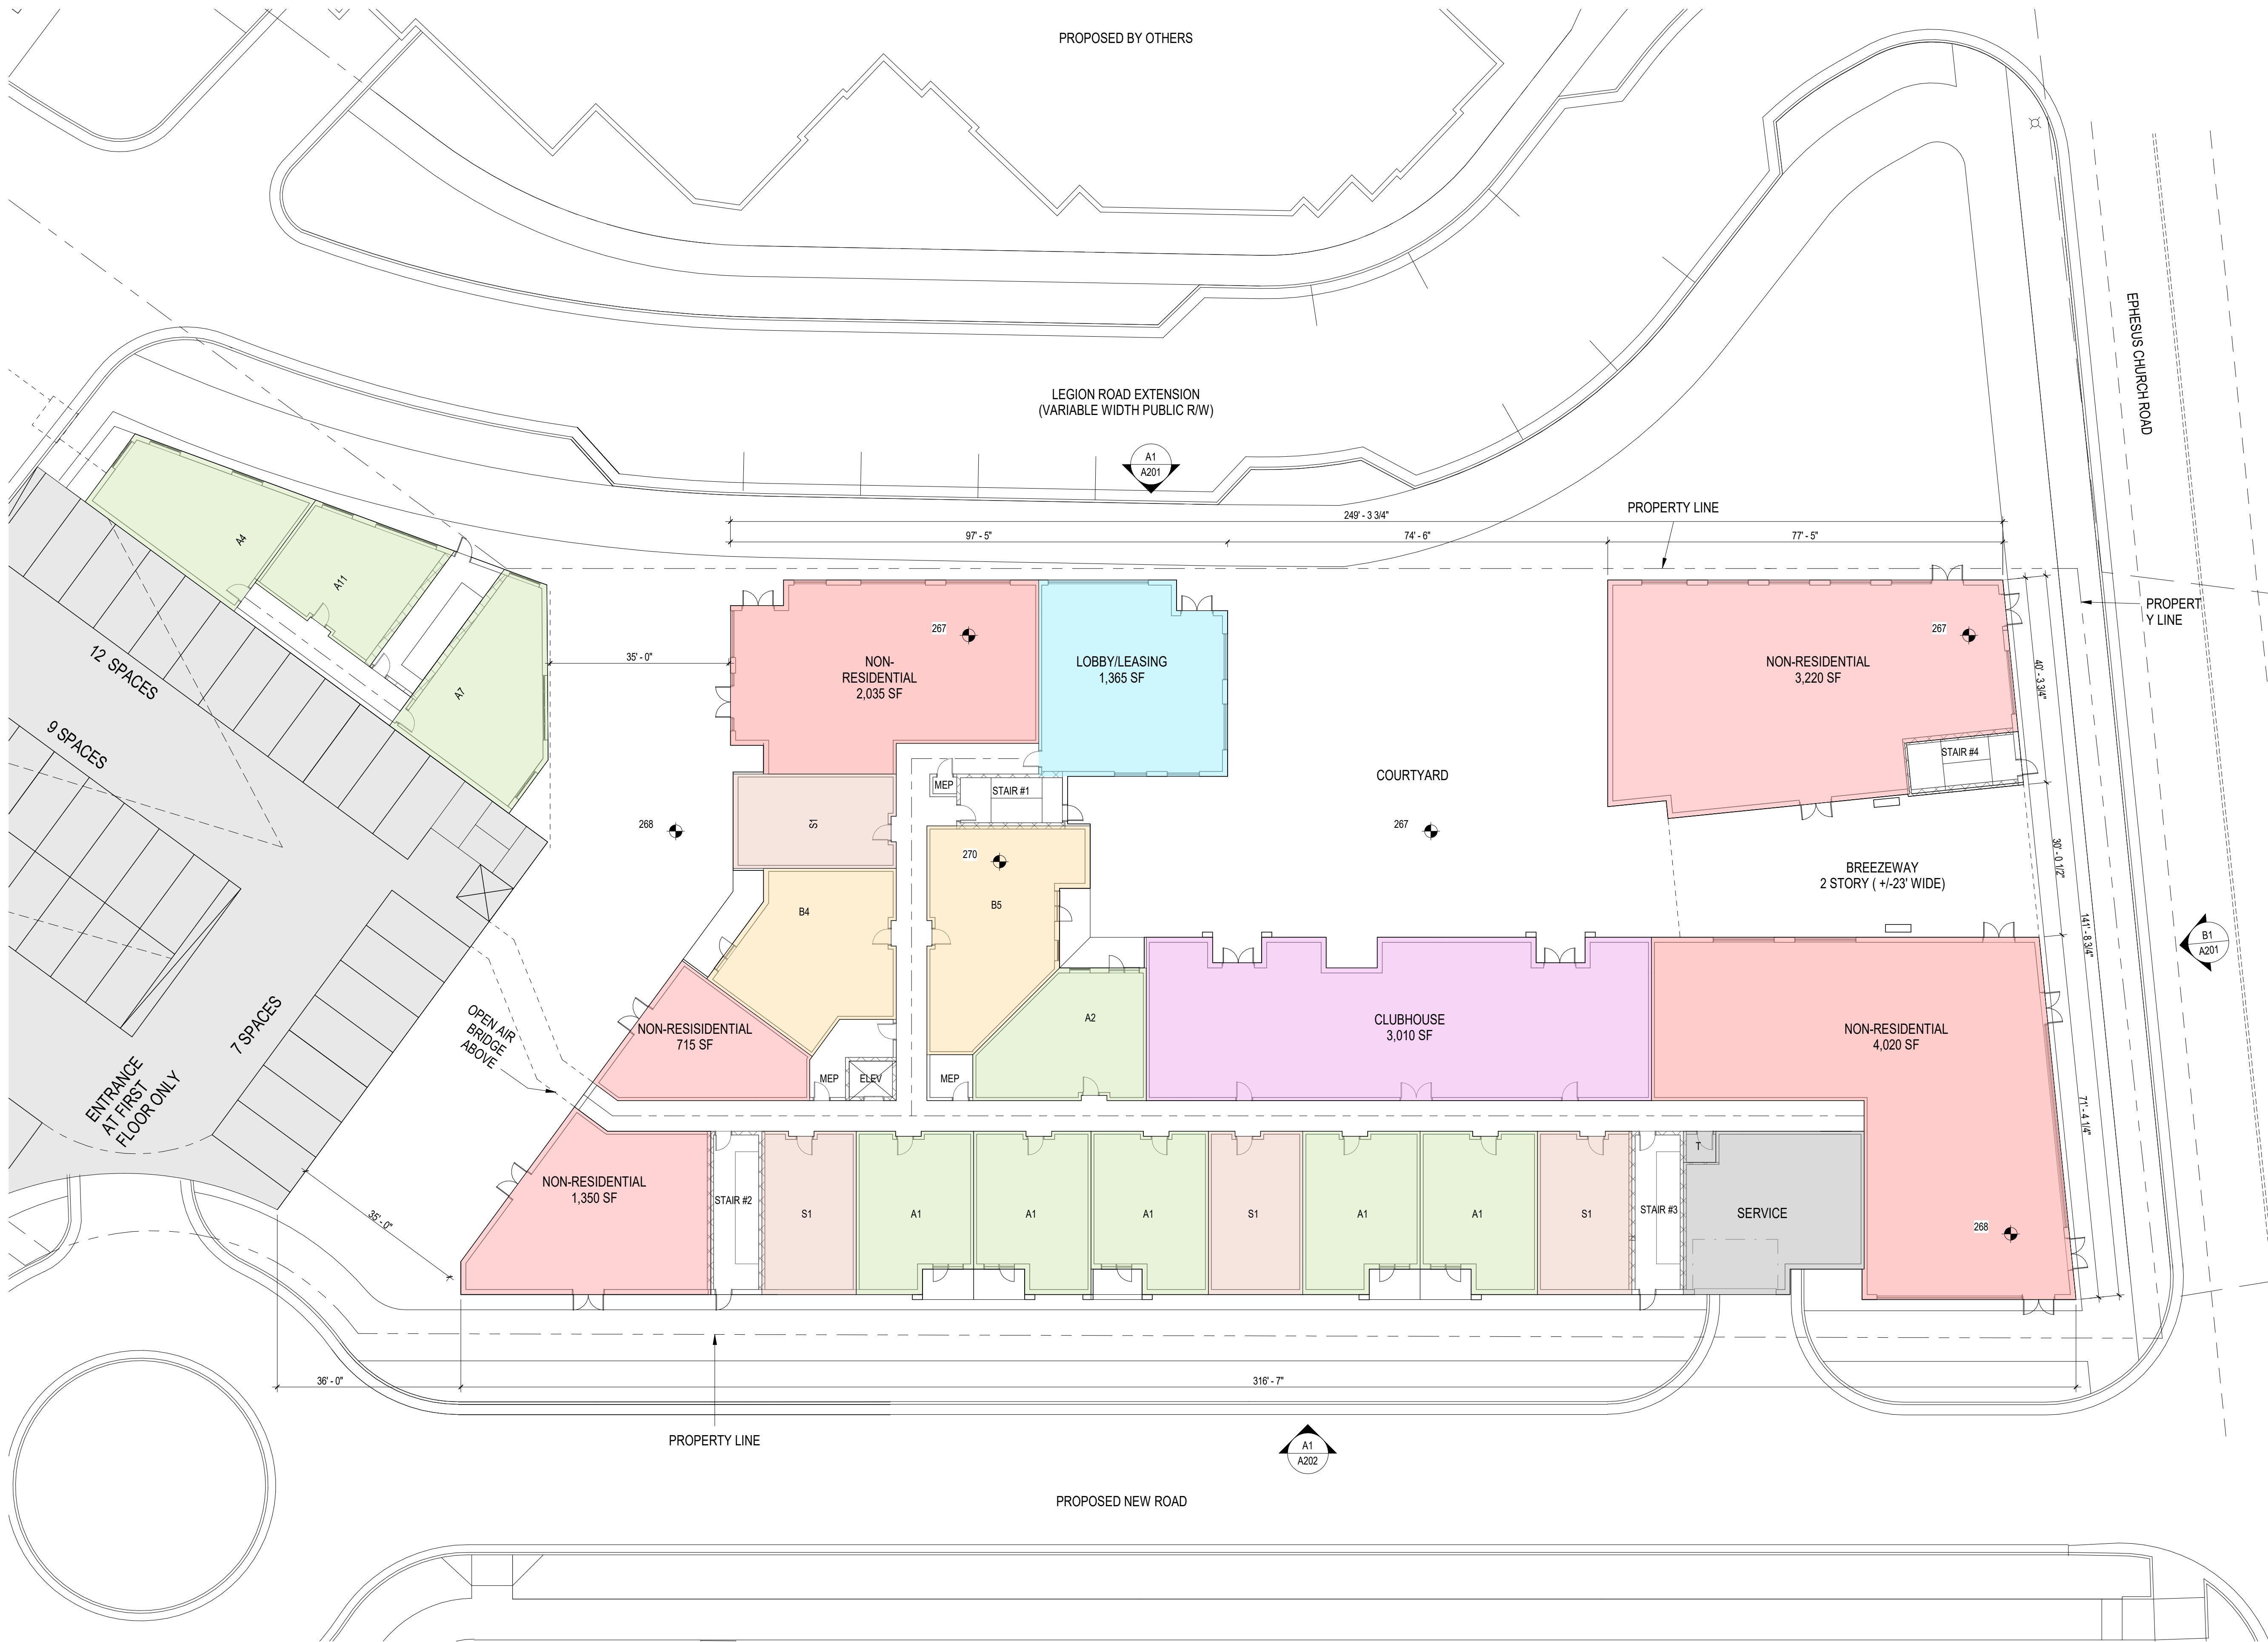 PROPOSED BY OTHERS
EPHESUS CHURCH ROAD
LEGION ROAD EXTENSION
(VARIABLE WIDTH PUBLIC R/W)
A1
A201
PROPERTY LINE
249' - 3 3/4"
97' - 5"
74' - 6"
77' - 5"
A4
A11
A7
PROPERT
Y LINE
267
267
35' - 0"
NON-
RESIDENTIAL
2,035 SF
LOBBY/LEASING
1,365 SF
NON-RESIDENTIAL
3,220 SF
40' - 3 3/4"
12 SPACES
9 SPACES
STAIR #4
COURTYARD
MEP
STAIR #1
S1
268
267
270
30' - 0 1/2"
BREEZEWAY
2 STORY ( +/-23' WIDE)
B4
B5
141' - 8 3/4"
B1
A201
7 SPACES
OPEN AIR
BRIDGE
ABOVE
NON-RESISIDENTIAL
715 SF
A2
CLUBHOUSE
3,010 SF
NON-RESIDENTIAL
4,020 SF
MEP
ELEV
MEP
71' - 4 1/4"
ENTRANCE
AT FIRST
FLOOR ONLY
T
NON-RESIDENTIAL
1,350 SF
STAIR #2
S1
A1
A1
A1
S1
A1
A1
S1
STAIR #3
SERVICE
268
35' - 0"
36' - 0"
316' - 7"
PROPERTY LINE
A1
A202
PROPOSED NEW ROAD